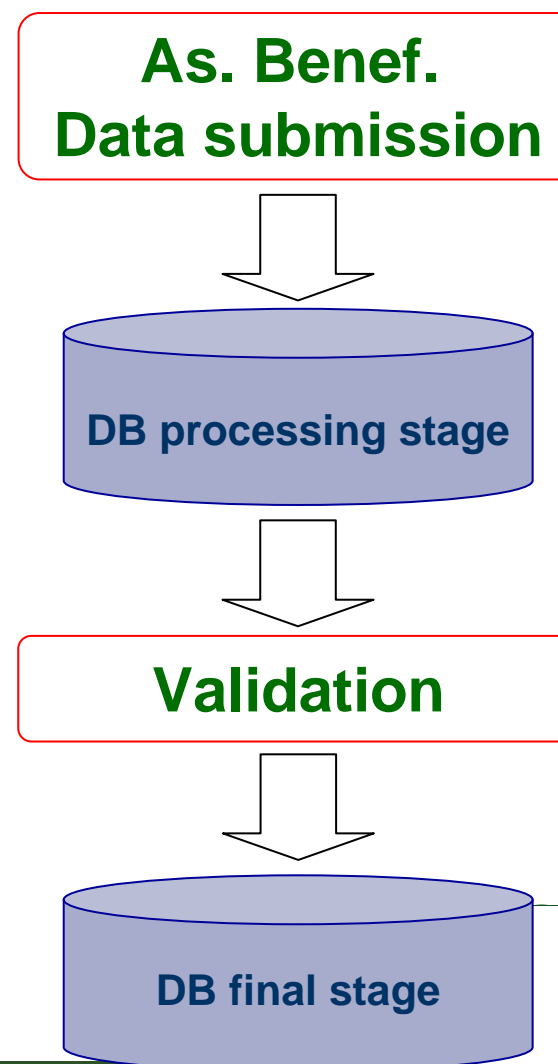 As. Benef.
Data submission
DB processing stage
Validation
DB final stage